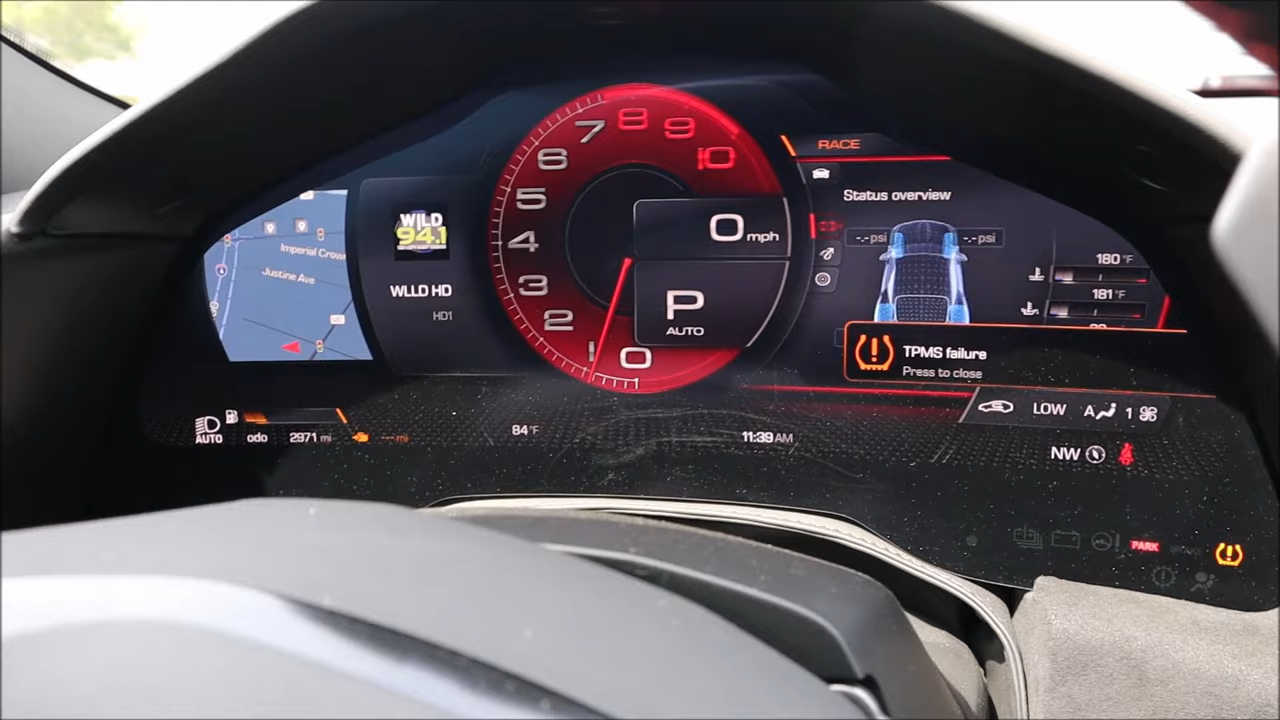 RACE
Status overview
-.-psi
-.-psi
180°F
181°F
TPMS failure
Press to close
7
8
9
10
6
5
4
3
2
1
0
0 mph
P
AUTO
Imperial Crown
Justine Ave
WILD
94.1
WLLD HD
HD1
AUTO
odo 2971 mi
--- mi
84°F
11:39 AM
LOW
A
1
NW
PARK